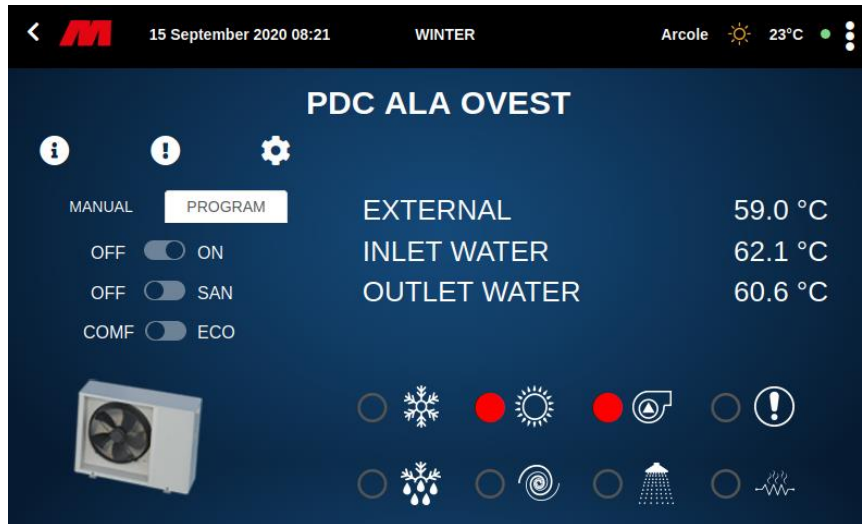 15 September 2020 08:21 WINTER Arcole 23°C
PDC ALA OVEST
MANUAL PROGRAM
OFF ON
OFF SAN
COMF ECO
EXTERNAL 59.0 °C
INLET WATER 62.1 °C
OUTLET WATER 60.6 °C